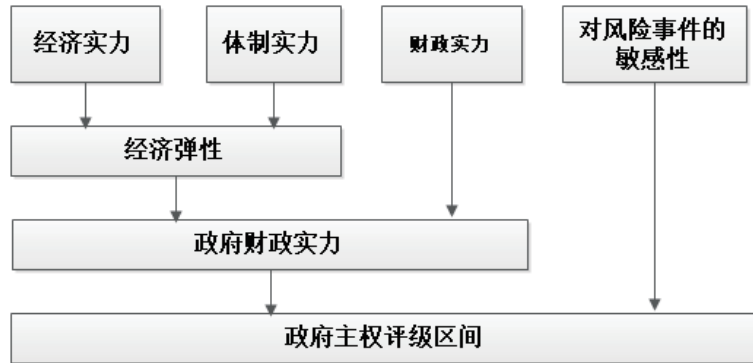 经济实力
体制实力
财政实力
对风险事件的
敏感性
经济弹性
政府财政实力
政府主权评级区间